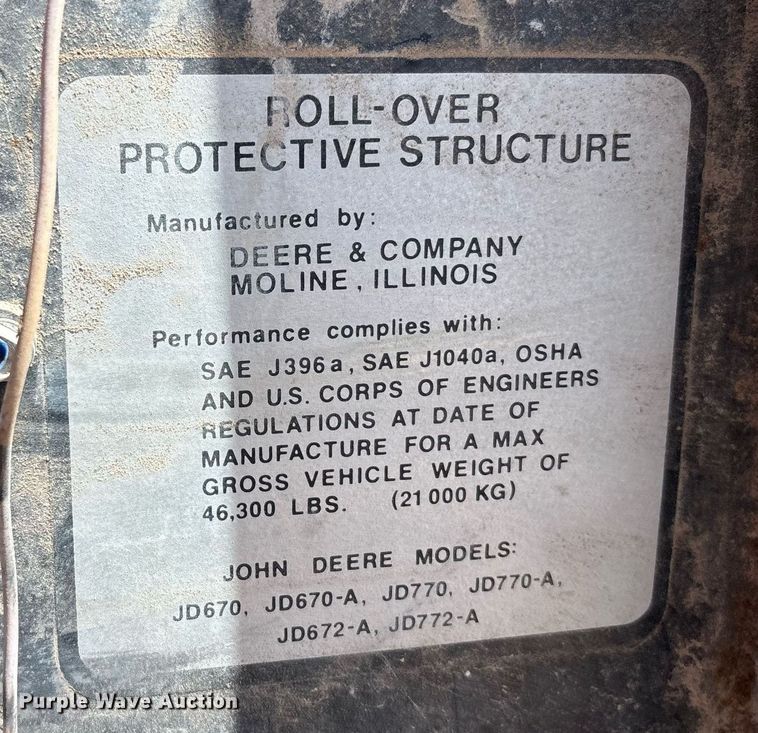 ROLL-OVER
PROTECTIVE STRUCTURE
Manufactured by:
DEERE & COMPANY
MOLINE, ILLINOIS
Performance complies with:
SAE J396a, SAE J1040a, OSHA
AND U.S. CORPS OF ENGINEERS
REGULATIONS AT DATE OF
MANUFACTURE FOR A MAX
GROSS VEHICLE WEIGHT OF
46,300 LBS. (21 000 KG)
JOHN DEERE MODELS:
JD670, JD670-A, JD770, JD770-A,
JD672-A, JD772-A
Purple Wave Auction